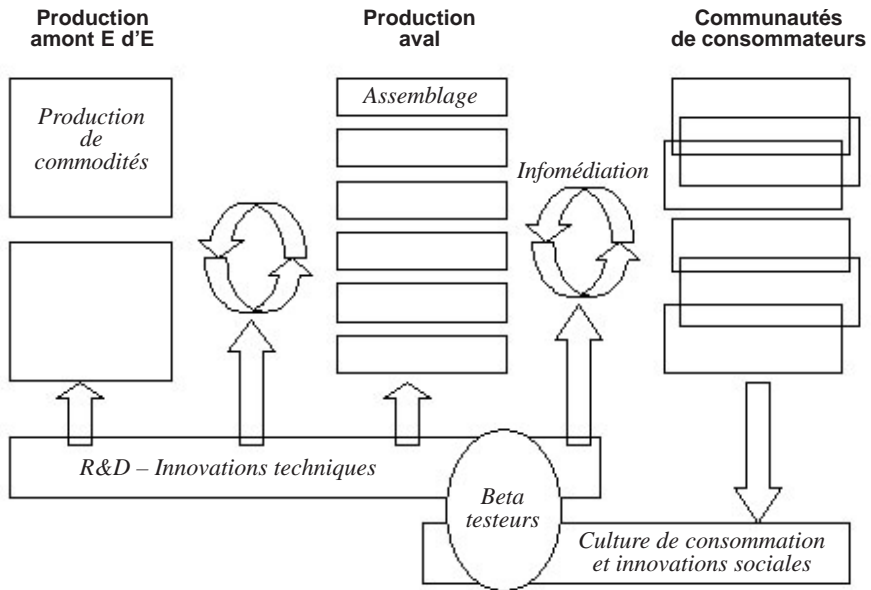 Production
amont E d’E
Production
aval
Communautés
de consommateurs
Production
de
commodités
Assemblage
Infomédiation
R&D – Innovations techniques
Beta
testeurs
Culture de consommation
et innovations sociales